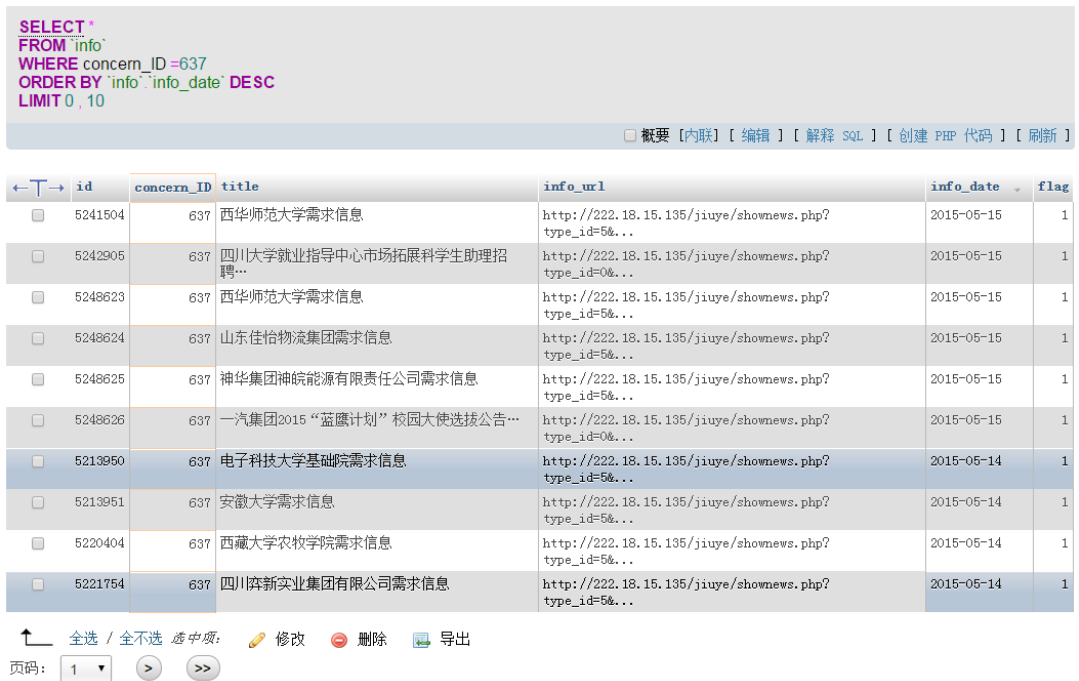 SELECT *
FROM `info`
WHERE concern_ID =637
ORDER BY `info`.`info_date` DESC
LIMIT 0 , 10
概要 [内联] [ 编辑 ] [ 解释 SQL ] [ 创建 PHP 代码 ] [ 刷新 ]
←T→ id concern_ID title info_url info_date flag
5241504 637 西华师范大学需求信息 http://222.18.15.135/jiuye/shownews.php? 2015-05-15 1
type_id=5&...
5242905 637 四川大学就业指导中心市场拓展科学生助理招 http://222.18.15.135/jiuye/shownews.php? 2015-05-15 1
聘… type_id=0&...
5248623 637 西华师范大学需求信息 http://222.18.15.135/jiuye/shownews.php? 2015-05-15 1
type_id=5&...
5248624 637 山东佳怡物流集团需求信息 http://222.18.15.135/jiuye/shownews.php? 2015-05-15 1
type_id=5&...
5248625 637 神华集团神皖能源有限责任公司需求信息 http://222.18.15.135/jiuye/shownews.php? 2015-05-15 1
type_id=5&...
5248626 637 一汽集团2015“蓝鹰计划”校园大使选拔公告… http://222.18.15.135/jiuye/shownews.php? 2015-05-15 1
type_id=0&...
5213950 637 电子科技大学基础院需求信息 http://222.18.15.135/jiuye/shownews.php? 2015-05-14 1
type_id=5&...
5213951 637 安徽大学需求信息 http://222.18.15.135/jiuye/shownews.php? 2015-05-14 1
type_id=5&...
5220404 637 西藏大学农牧学院需求信息 http://222.18.15.135/jiuye/shownews.php? 2015-05-14 1
type_id=5&...
5221754 637 四川弈新实业集团有限公司需求信息 http://222.18.15.135/jiuye/shownews.php? 2015-05-14 1
type_id=5&...
全选 / 全不选 选中项: 修改 删除 导出
页码: 1 > >>